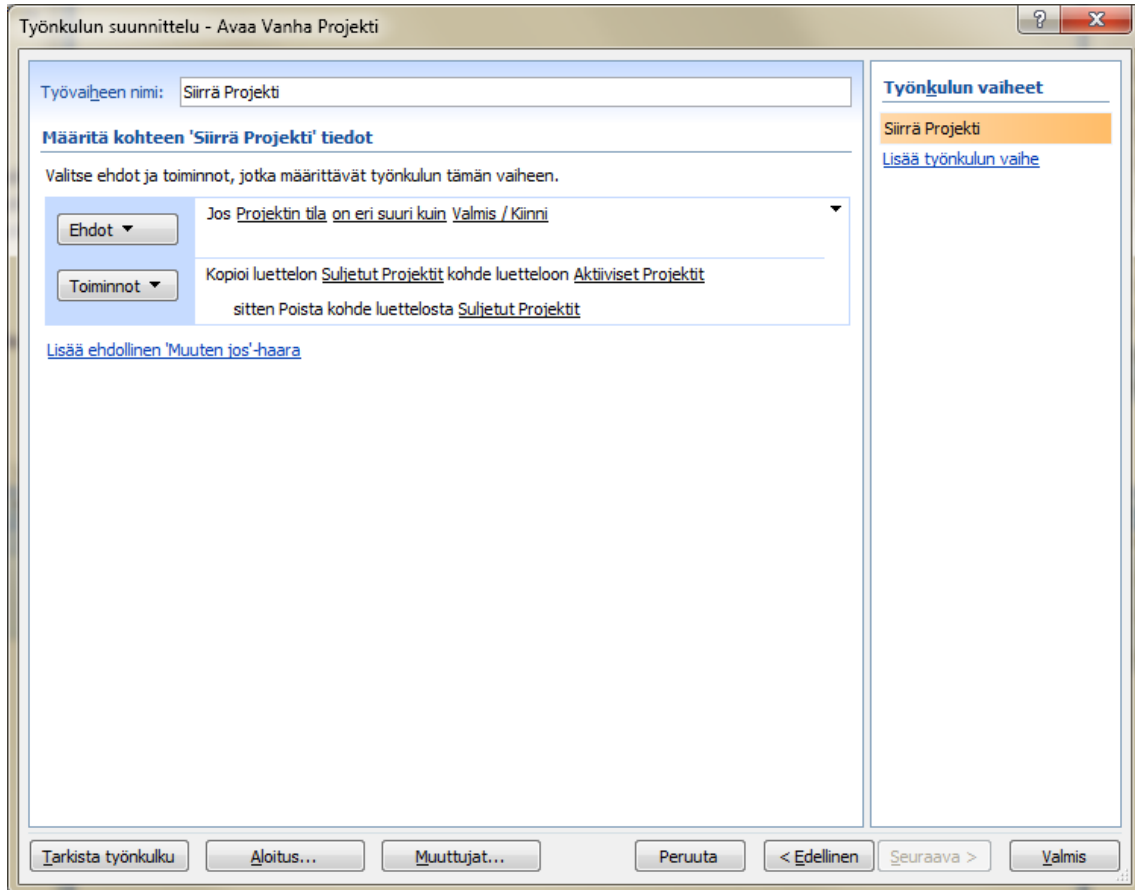 Työnkulun suunnittelu - Avaa Vanha Projekti
Työvaiheen nimi: Siirrä Projekti
Määritä kohteen 'Siirrä Projekti' tiedot
Valitse ehdot ja toiminnot, jotka määrittävät työnkulun tämän vaiheen.
Ehdot
Jos Projektin tila on eri suuri kuin Valmis / Kiinni
Toiminnot
Kopioi luettelon Suljetut Projektit kohde luetteloon Aktiiviset Projektit
sitten Poista kohde luettelosta Suljetut Projektit
Lisää ehdollinen 'Muuten jos'-haara
Työnkulun vaiheet
Siirrä Projekti
Lisää työnkulun vaihe
Tarkista työnkulku Aloitus... Muuttujat... Peruuta < Edellinen Seuraava > Valmis